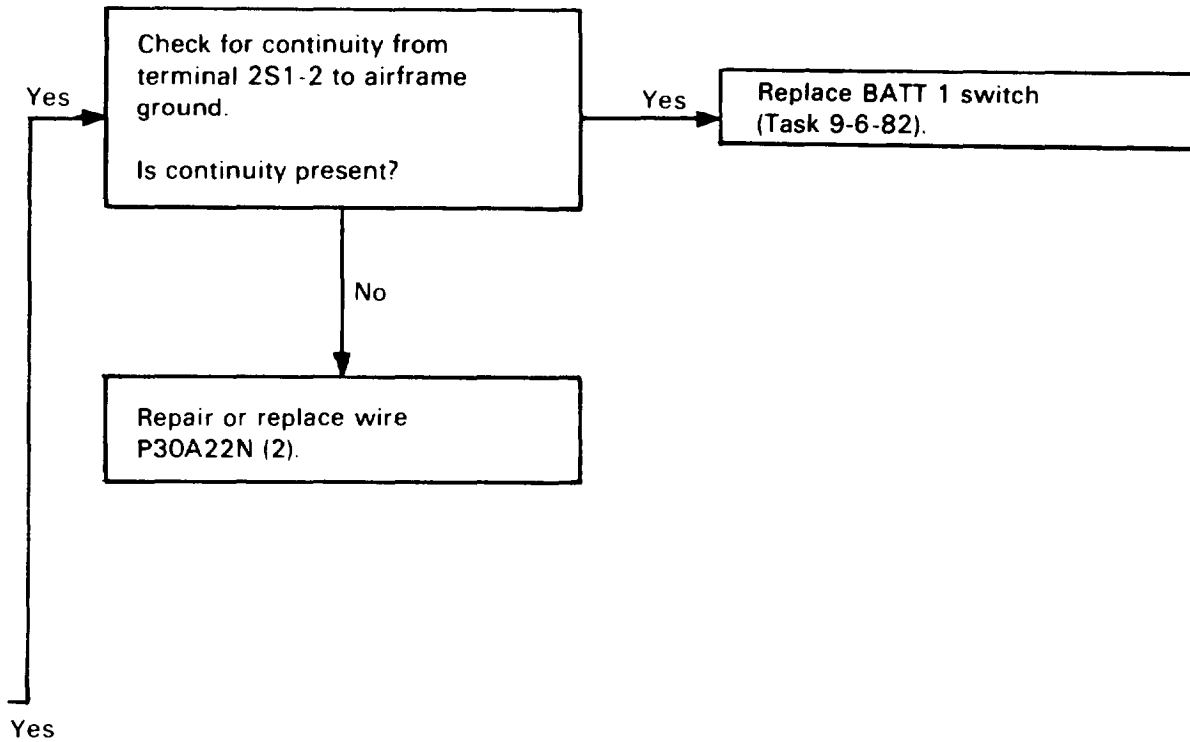 Check for continuity from
terminal 2S1-2 to airframe
ground.
Is continuity present?
Yes
Yes
Replace BATT 1 switch
(Task 9-6-82).
No
Repair or replace wire
P30A22N (2).
Yes